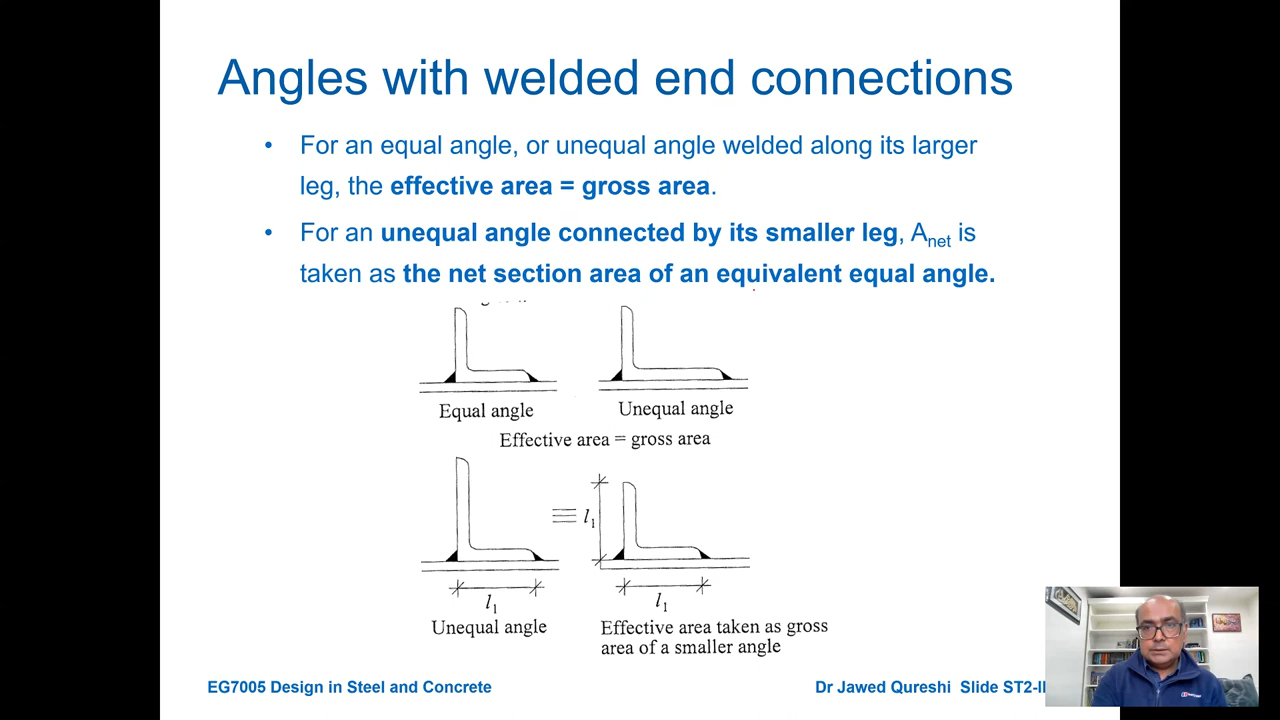 Angles with welded end connections
• For an equal angle, or unequal angle welded along its larger
leg, the effective area = gross area.
• For an unequal angle connected by its smaller leg, Anet is
taken as the net section area of an equivalent equal angle.
Equal angle
Unequal angle
Effective area = gross area
l1
l1
l1
Unequal angle
Effective area taken as gross
area of a smaller angle
EG7005 Design in Steel and Concrete
Dr Jawed Qureshi Slide ST2-II